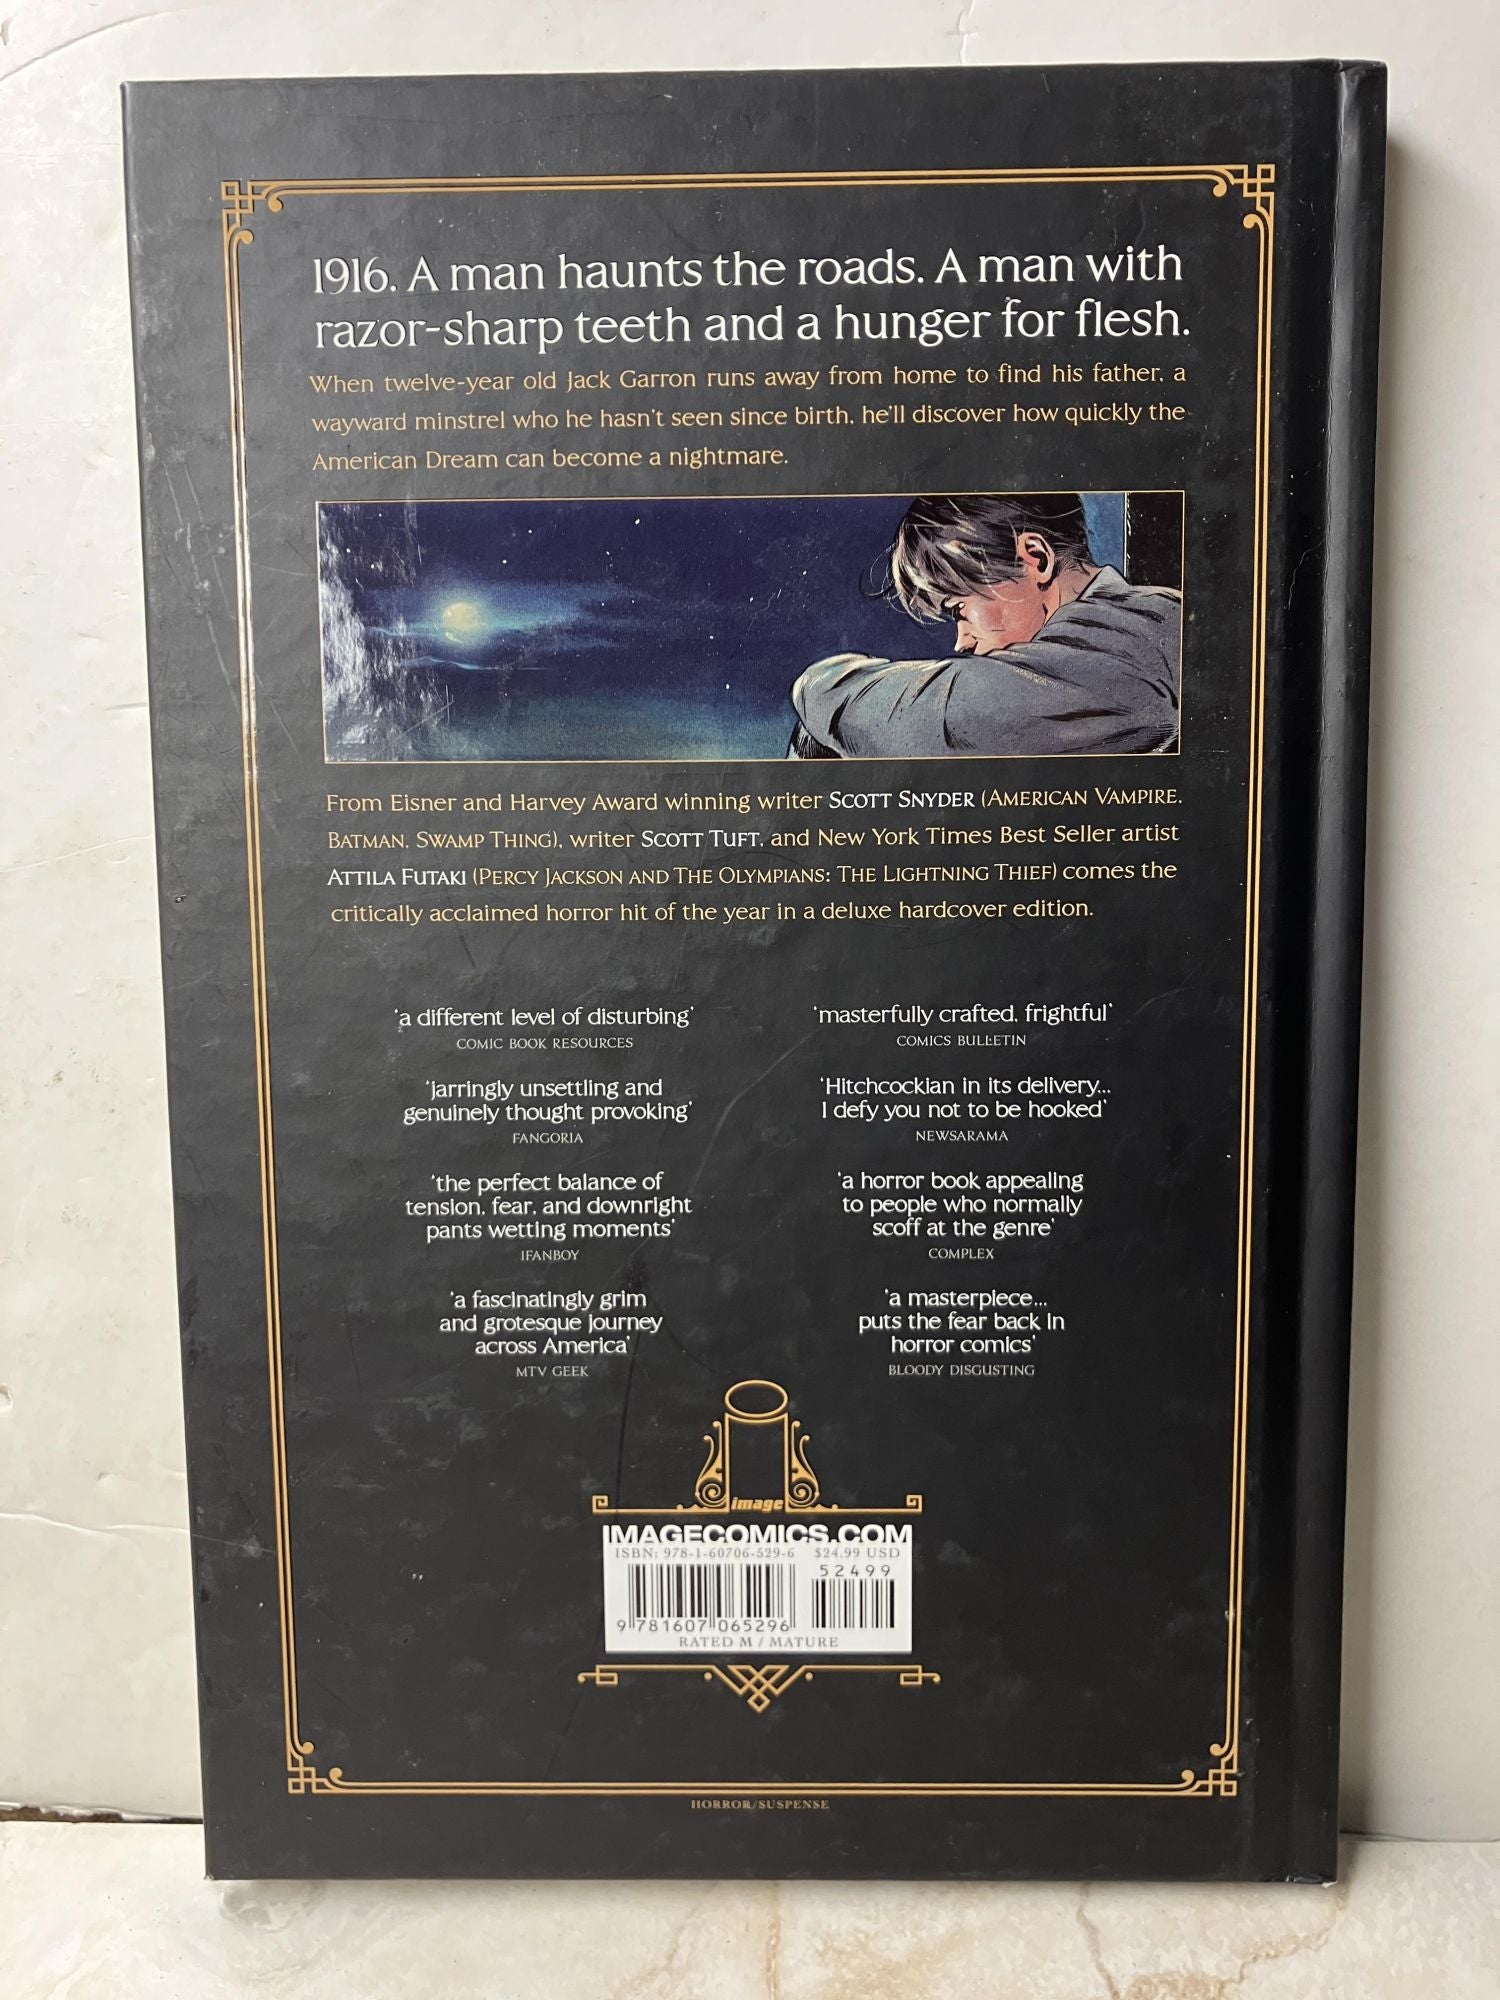 1916. A man haunts the roads. A man with
razor-sharp teeth and a hunger for flesh.
When twelve-year old Jack Garron runs away from home to find his father, a
wayward minstrel who he hasn't seen since birth, he'll discover how quickly the
American Dream can become a nightmare.
From Eisner and Harvey Award winning writer SCOTT SNYDER (AMERICAN VAMPIRE,
BATMAN, SWAMP THING), writer SCOTT TUFT, and New York Times Best Seller artist
ATTILA FUTAKI (PERCY JACKSON AND THE OLYMPIANS: THE LIGHTNING THIEF) comes the
critically acclaimed horror hit of the year in a deluxe hardcover edition.
'a different level of disturbing'
COMIC BOOK RESOURCES
'jarringly unsettling and
genuinely thought provoking'
FANGORIA
'the perfect balance of
tension, fear, and downright
pants wetting moments'
IFANBOY
'a fascinatingly grim
and grotesque journey
across America'
MTV GEEK
'masterfully crafted, frightful'
COMICS BULLETIN
'Hitchcockian in its delivery...
I defy you not to be hooked'
NEWSARAMA
'a horror book appealing
to people who normally
scoff at the genre'
COMPLEX
'a masterpiece...
puts the fear back in
horror comics'
BLOODY DISGUSTING
image
IMAGECOMICS.COM
ISBN: 978-1-60706-529-6 $24.99 USD
52499
9 781607 065296
RATED M / MATURE
HORROR/SUSPENSE